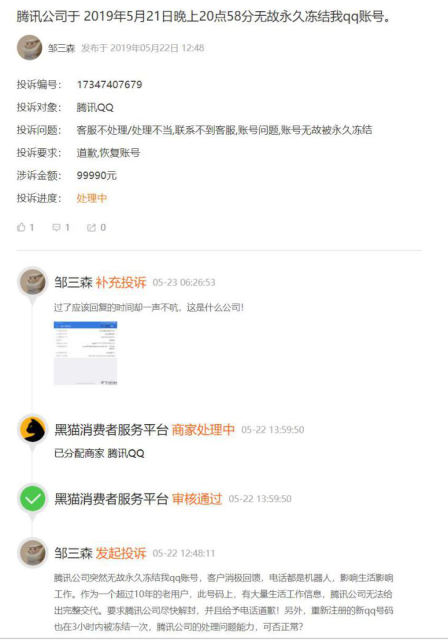 腾讯公司于 2019年5月21日晚上20点58分无故永久冻结我qq账号。
邹三森 发布于 2019年05月22日 12:48
投诉编号： 17347407679
投诉对象： 腾讯QQ
投诉问题： 客服不处理/处理不当,联系不到客服,账号问题,账号无故被永久冻结
投诉要求： 道歉,恢复账号
涉诉金额： 99990元
投诉进度： 处理中
1 1 0
邹三森 补充投诉 05-23 06:26:53
过了应该回复的时间却一声不吭，这是什么公司！
黑猫消费者服务平台 商家处理中 05-22 13:59:50
已分配商家 腾讯QQ
黑猫消费者服务平台 审核通过 05-22 13:59:50
邹三森 发起投诉 05-22 12:48:11
腾讯公司突然无故永久冻结我qq账号，客户消极回馈，电话都是机器人，影响生活影响
工作。作为一个超过10年的老用户，此号码上，有大量生活工作信息，腾讯公司无法给
出完整交代。要求腾讯公司尽快解封，并且给予电话道歉！另外，重新注册的新qq号码
也在3小时内被冻结一次，腾讯公司的处理问题能力，可否正常？